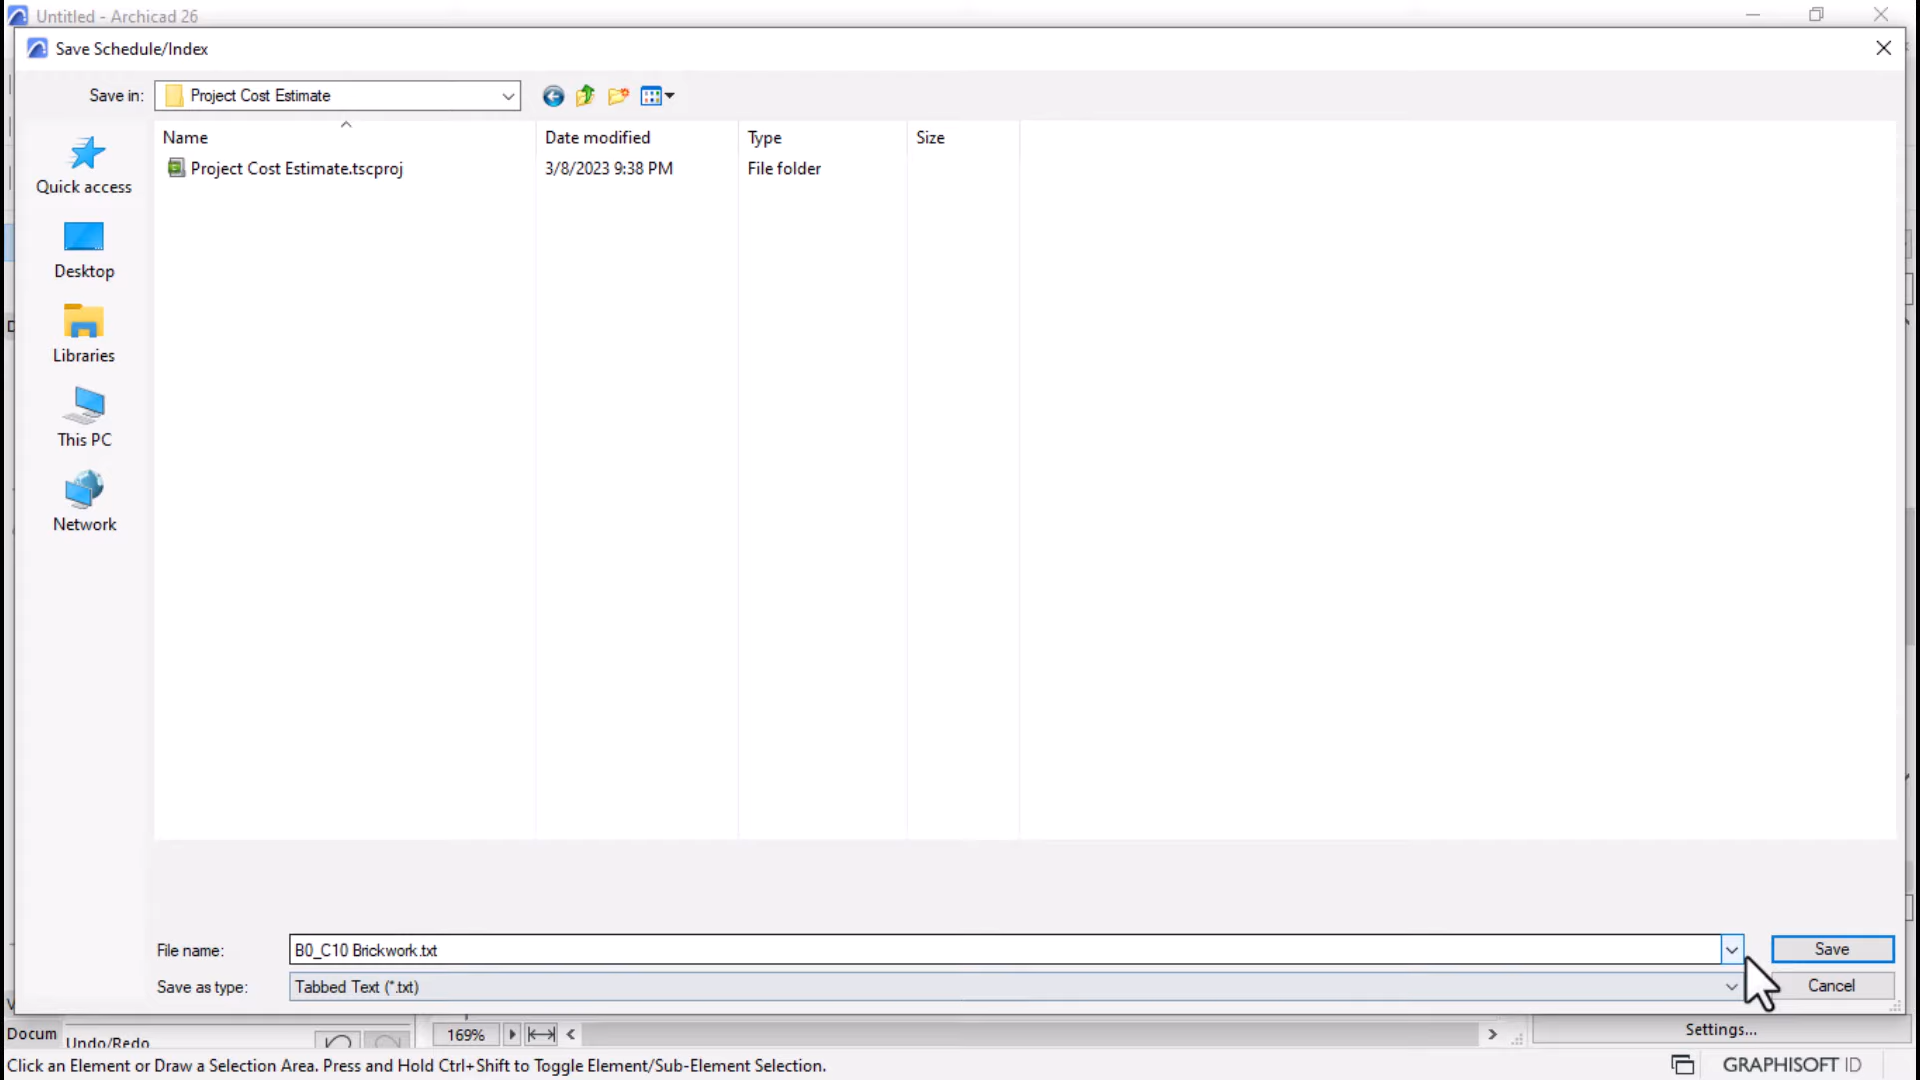 Untitled - Archicad 26
Save Schedule/Index
Save in: Project Cost Estimate
Name Date modified Type Size
Project Cost Estimate.tscproj 3/8/2023 9:38 PM File folder
Quick access
Desktop
Libraries
This PC
Network
File name: B0_C10 Brickwork.txt Save
Save as type: Tabbed Text (*.txt) Cancel
Docum Undo/Redo 169% Settings...
Click an Element or Draw a Selection Area. Press and Hold Ctrl+Shift to Toggle Element/Sub-Element Selection. GRAPHISOFT ID